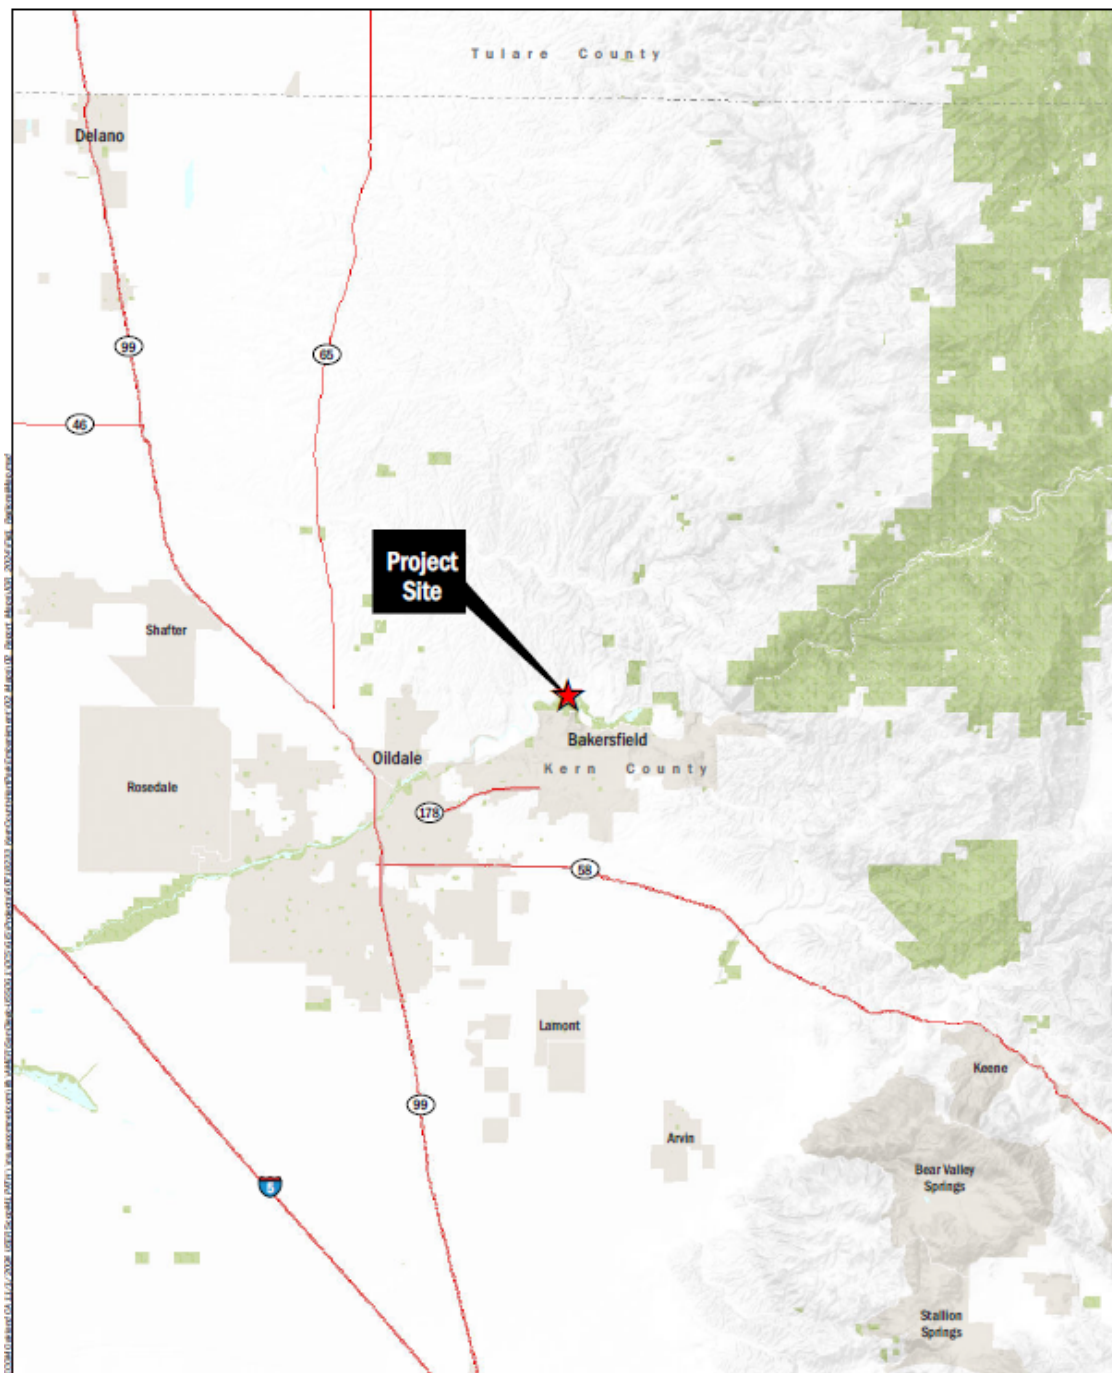 Tulare County
Delano
99
65
46
Project
Site
Shafter
Bakersfield
Oildale
Kern County
Rosedale
178
58
Lamont
Keene
99
Arvin
Bear Valley
Springs
5
Stallion
Springs